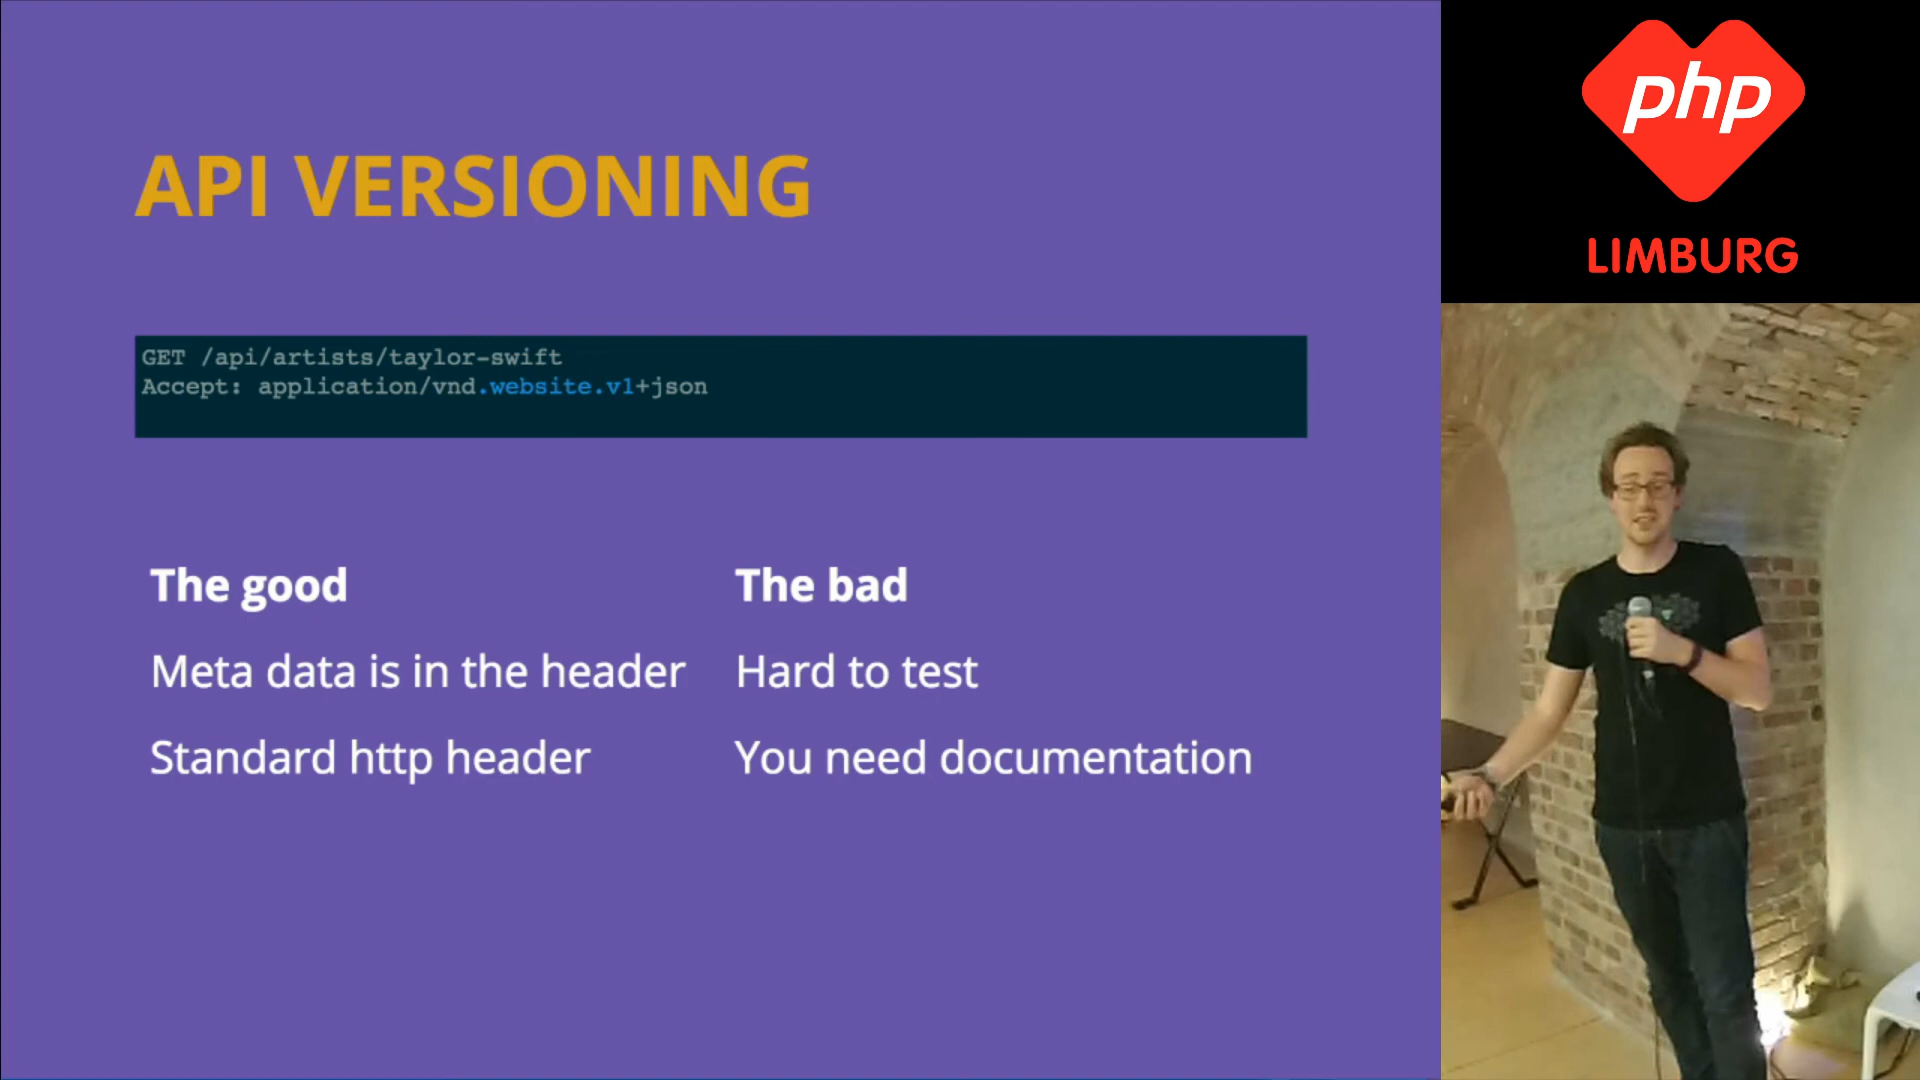 API VERSIONING
GET /api/artists/taylor-swift
Accept: application/vnd.website.v1+json
The good
The bad
Meta data is in the header
Hard to test
Standard http header
You need documentation
php
LIMBURG